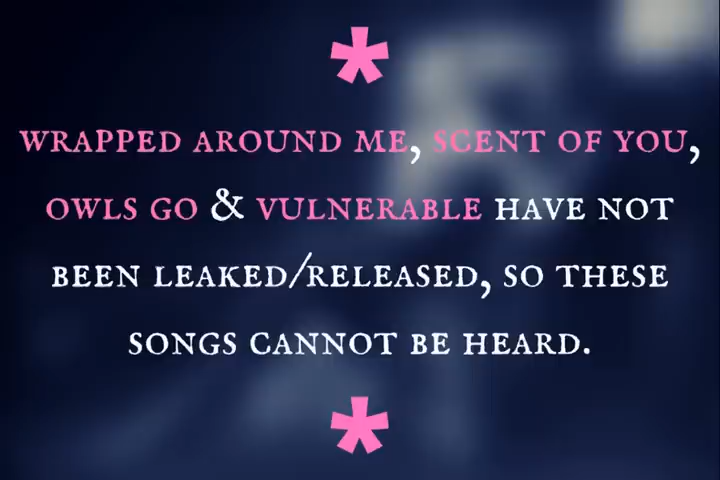 *
WRAPPED AROUND ME, SCENT OF YOU,
OWLS GO & VULNERABLE HAVE NOT
BEEN LEAKED/RELEASED, SO THESE
SONGS CANNOT BE HEARD.
*